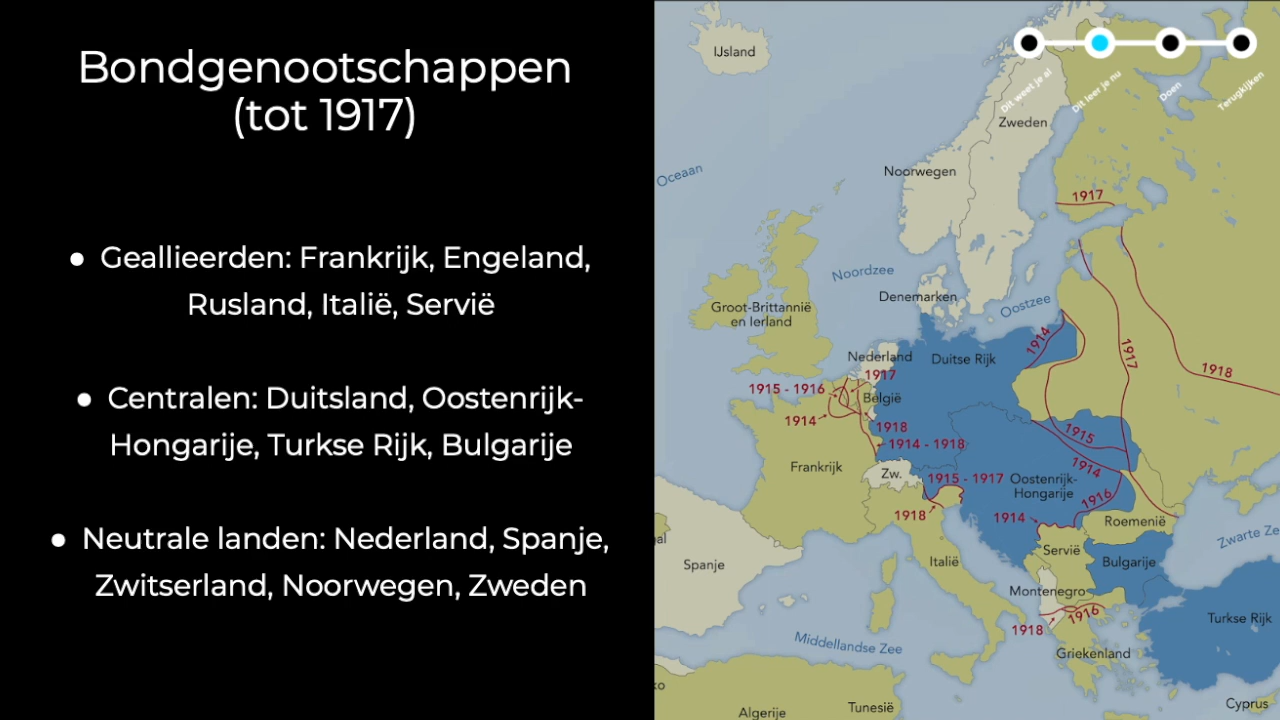 Bondgenootschappen
(tot 1917)
● Geallieerden: Frankrijk, Engeland,
Rusland, Italië, Servië
● Centralen: Duitsland, Oostenrijk-
Hongarije, Turkse Rijk, Bulgarije
● Neutrale landen: Nederland, Spanje,
Zwitserland, Noorwegen, Zweden
Dit weet je al
Dit leer je nu
Doen
Terugkijken
IJsland
Zweden
Noorwegen
Oceaan
1917
Noordzee
Denemarken
Oostzee
Groot-Brittannië
en Ierland
Nederland
Duitse Rijk
1914
1917
1918
1917
1915 - 1916
België
1914
1918
1914 - 1918
1915
1914
Frankrijk
Zw.
1915 - 1917
Oostenrijk-
Hongarije
1916
1918
1914
Roemenië
Zwarte Ze
al
Spanje
Italië
Servië
Bulgarije
Montenegro
1916
1918
Turkse Rijk
Middellandse Zee
Griekenland
ko
Algerije
Tunesië
Cyprus